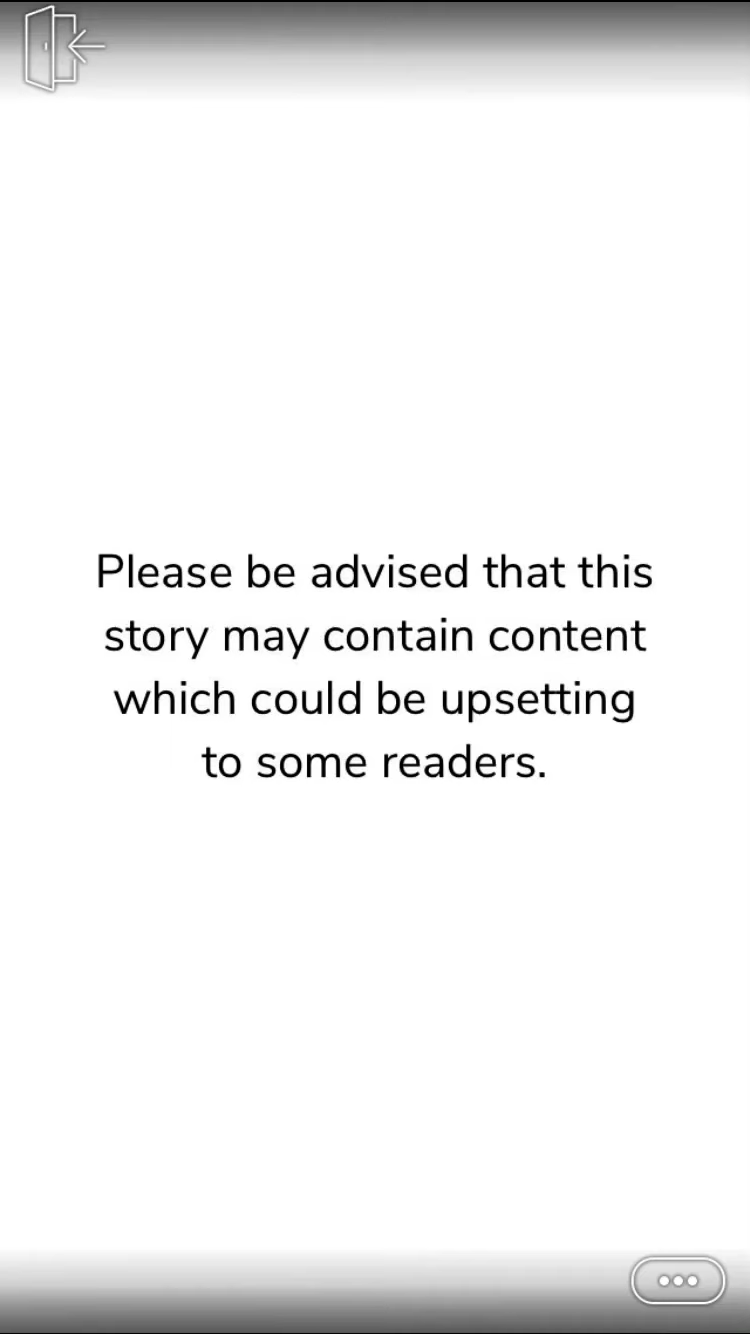 Please be advised that this
story may contain content
which could be upsetting
to some readers.